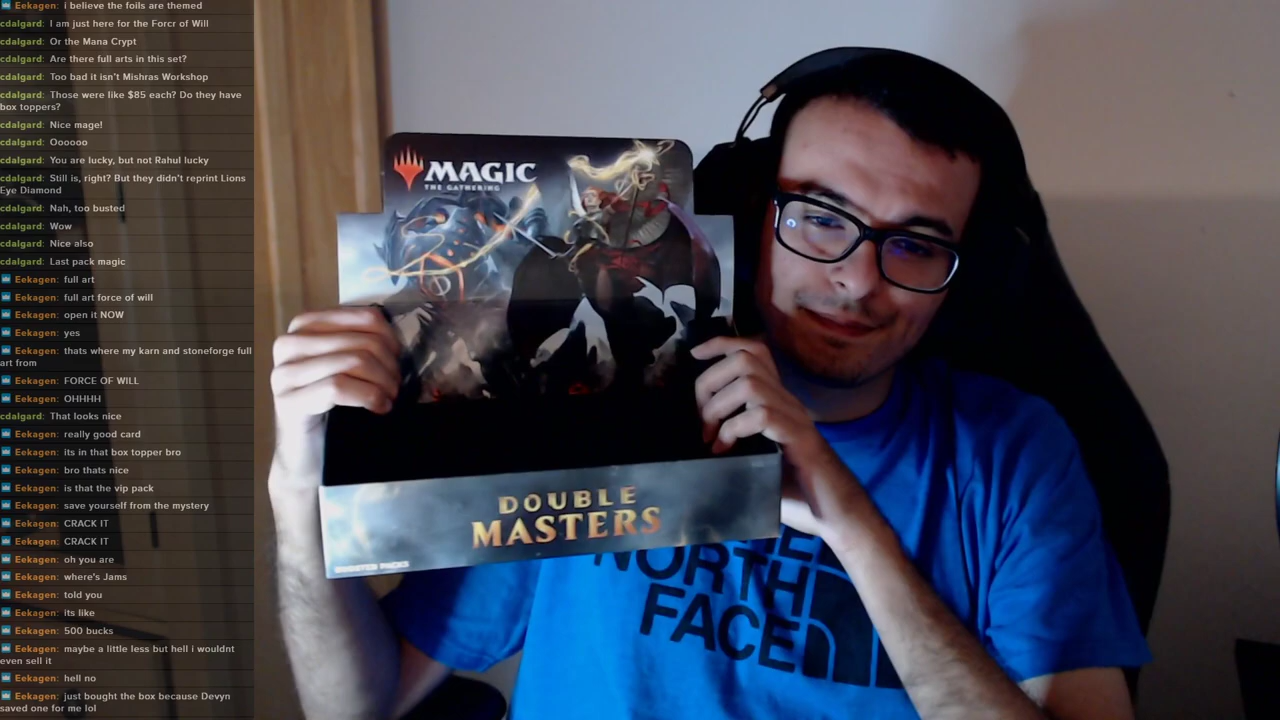 Eekagen: i believe the foils are themed
cdalgard: I am just here for the Forcr of Will
cdalgard: Or the Mana Crypt
cdalgard: Are there full arts in this set?
cdalgard: Too bad it isn't Mishras Workshop
cdalgard: Those were like $85 each? Do they have
box toppers?
cdalgard: Nice mage!
cdalgard: Oooooo
cdalgard: You are lucky, but not Rahul lucky
cdalgard: Still is, right? But they didn't reprint Lions
Eye Diamond
cdalgard: Nah, too busted
cdalgard: Wow
cdalgard: Nice also
cdalgard: Last pack magic
Eekagen: full art
Eekagen: full art force of will
Eekagen: open it NOW
Eekagen: yes
Eekagen: thats where my karn and stoneforge full
art from
Eekagen: FORCE OF WILL
Eekagen: OHHHH
cdalgard: That looks nice
Eekagen: really good card
Eekagen: its in that box topper bro
Eekagen: bro thats nice
Eekagen: is that the vip pack
Eekagen: save yourself from the mystery
Eekagen: CRACK IT
Eekagen: CRACK IT
Eekagen: oh you are
Eekagen: where's Jams
Eekagen: told you
Eekagen: its like
Eekagen: 500 bucks
Eekagen: maybe a little less but hell i wouldnt
even sell it
Eekagen: hell no
Eekagen: just bought the box because Devyn
saved one for me lol
MAGIC
THE GATHERING
DOUBLE
MASTERS
BOOSTER PACKS
THE
NORTH
FACE